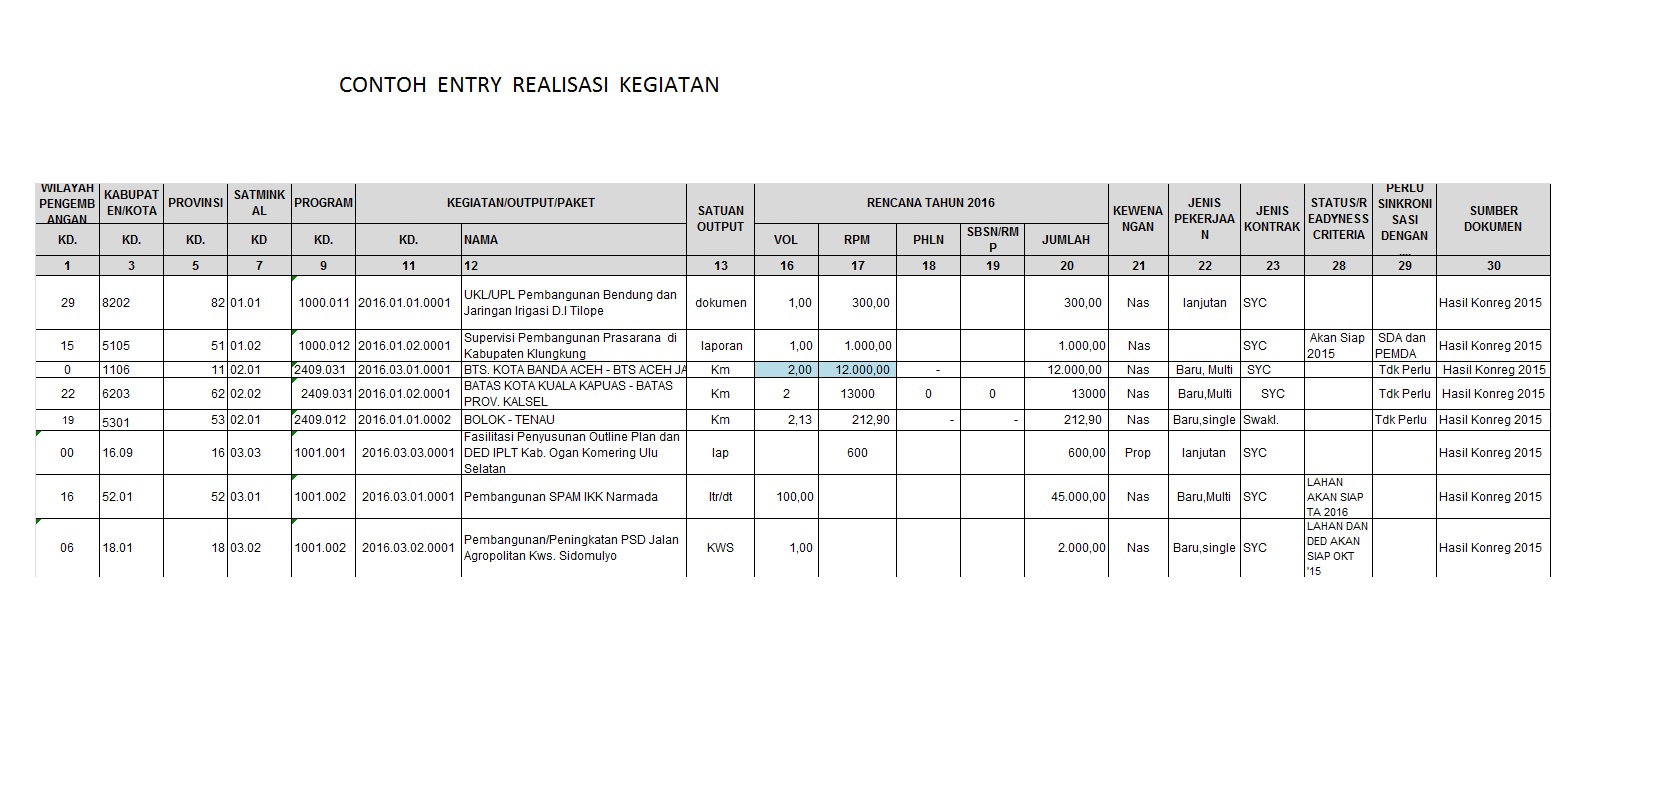 CONTOH ENTRY REALISASI KEGIATAN
WILAYAH PENGEMBANGAN KABUPATEN/KOTA PROVINSI SATMINKAL PROGRAM KEGIATAN/OUTPUT/PAKET SATUAN OUTPUT RENCANA TAHUN 2016 KEWENANGAN JENIS PEKERJAAN JENIS KONTRAK STATUS/READYNESS CRITERIA PERLU SINKRONISASI DENGAN .... SUMBER DOKUMEN
KD. KD. KD. KD KD. KD. NAMA VOL RPM PHLN SBSN/RMP JUMLAH
1 3 5 7 9 11 12 13 16 17 18 19 20 21 22 23 28 29 30
29 8202 82 01.01 1000.011 2016.01.01.0001 UKL/UPL Pembangunan Bendung dan Jaringan Irigasi D.I Tilope dokumen 1,00 300,00 300,00 Nas lanjutan SYC Hasil Konreg 2015
15 5105 51 01.02 1000.012 2016.01.02.0001 Supervisi Pembangunan Prasarana di Kabupaten Klungkung laporan 1,00 1.000,00 1.000,00 Nas SYC Akan Siap 2015 SDA dan PEMDA Hasil Konreg 2015
0 1106 11 02.01 2409.031 2016.03.01.0001 BTS. KOTA BANDA ACEH - BTS ACEH JA Km 2,00 12.000,00 - 12.000,00 Nas Baru, Multi SYC Tdk Perlu Hasil Konreg 2015
22 6203 62 02.02 2409.031 2016.01.02.0001 BATAS KOTA KUALA KAPUAS - BATAS PROV. KALSEL Km 2 13000 0 0 13000 Nas Baru,Multi SYC Tdk Perlu Hasil Konreg 2015
19 5301 53 02.01 2409.012 2016.01.01.0002 BOLOK - TENAU Km 2,13 212,90 - - 212,90 Nas Baru,single Swakl. Tdk Perlu Hasil Konreg 2015
00 16.09 16 03.03 1001.001 2016.03.03.0001 Fasilitasi Penyusunan Outline Plan dan DED IPLT Kab. Ogan Komering Ulu Selatan lap 600 600,00 Prop lanjutan SYC Hasil Konreg 2015
16 52.01 52 03.01 1001.002 2016.03.01.0001 Pembangunan SPAM IKK Narmada ltr/dt 100,00 45.000,00 Nas Baru,Multi SYC LAHAN AKAN SIAP TA 2016 Hasil Konreg 2015
06 18.01 18 03.02 1001.002 2016.03.02.0001 Pembangunan/Peningkatan PSD Jalan Agropolitan Kws. Sidomulyo KWS 1,00 2.000,00 Nas Baru,single SYC LAHAN DAN DED AKAN SIAP OKT '15 Hasil Konreg 2015